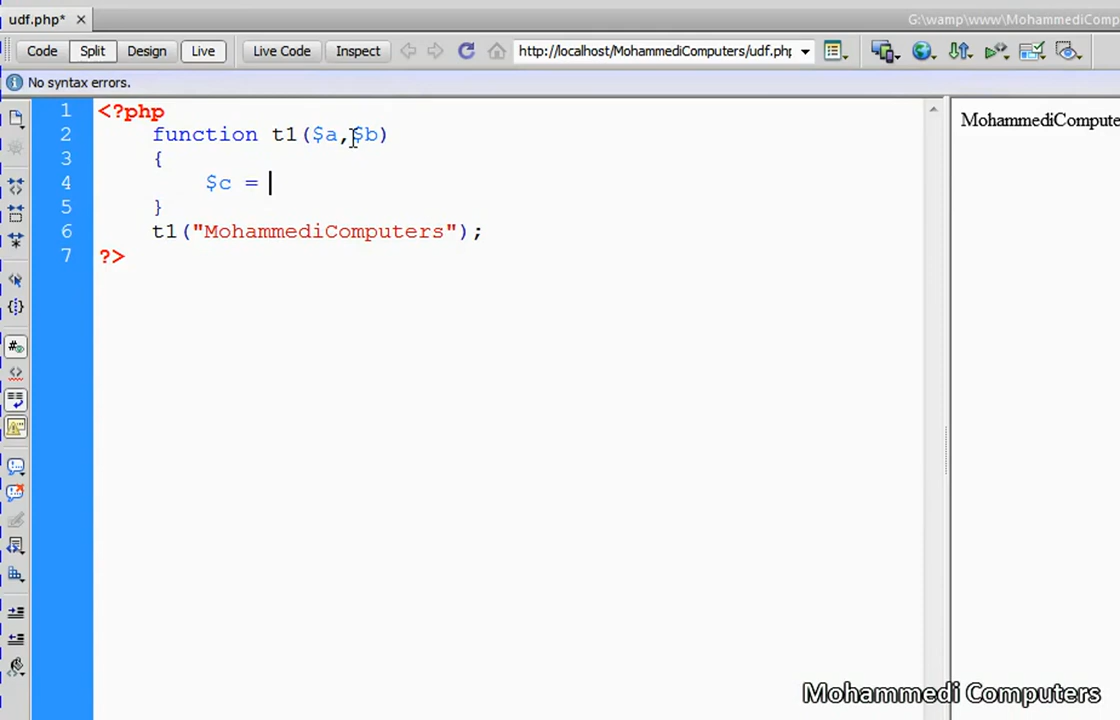 udf.php*
G:\wamp\www\MohammediComp
Code Split Design Live Live Code Inspect http://localhost/MohammediComputers/udf.php
No syntax errors.
1 <?php
2 function t1($a,$b)
3 {
4 $c =
5 }
6 t1("MohammediComputers");
7 ?>
MohammediCompute
Mohammedi Computers